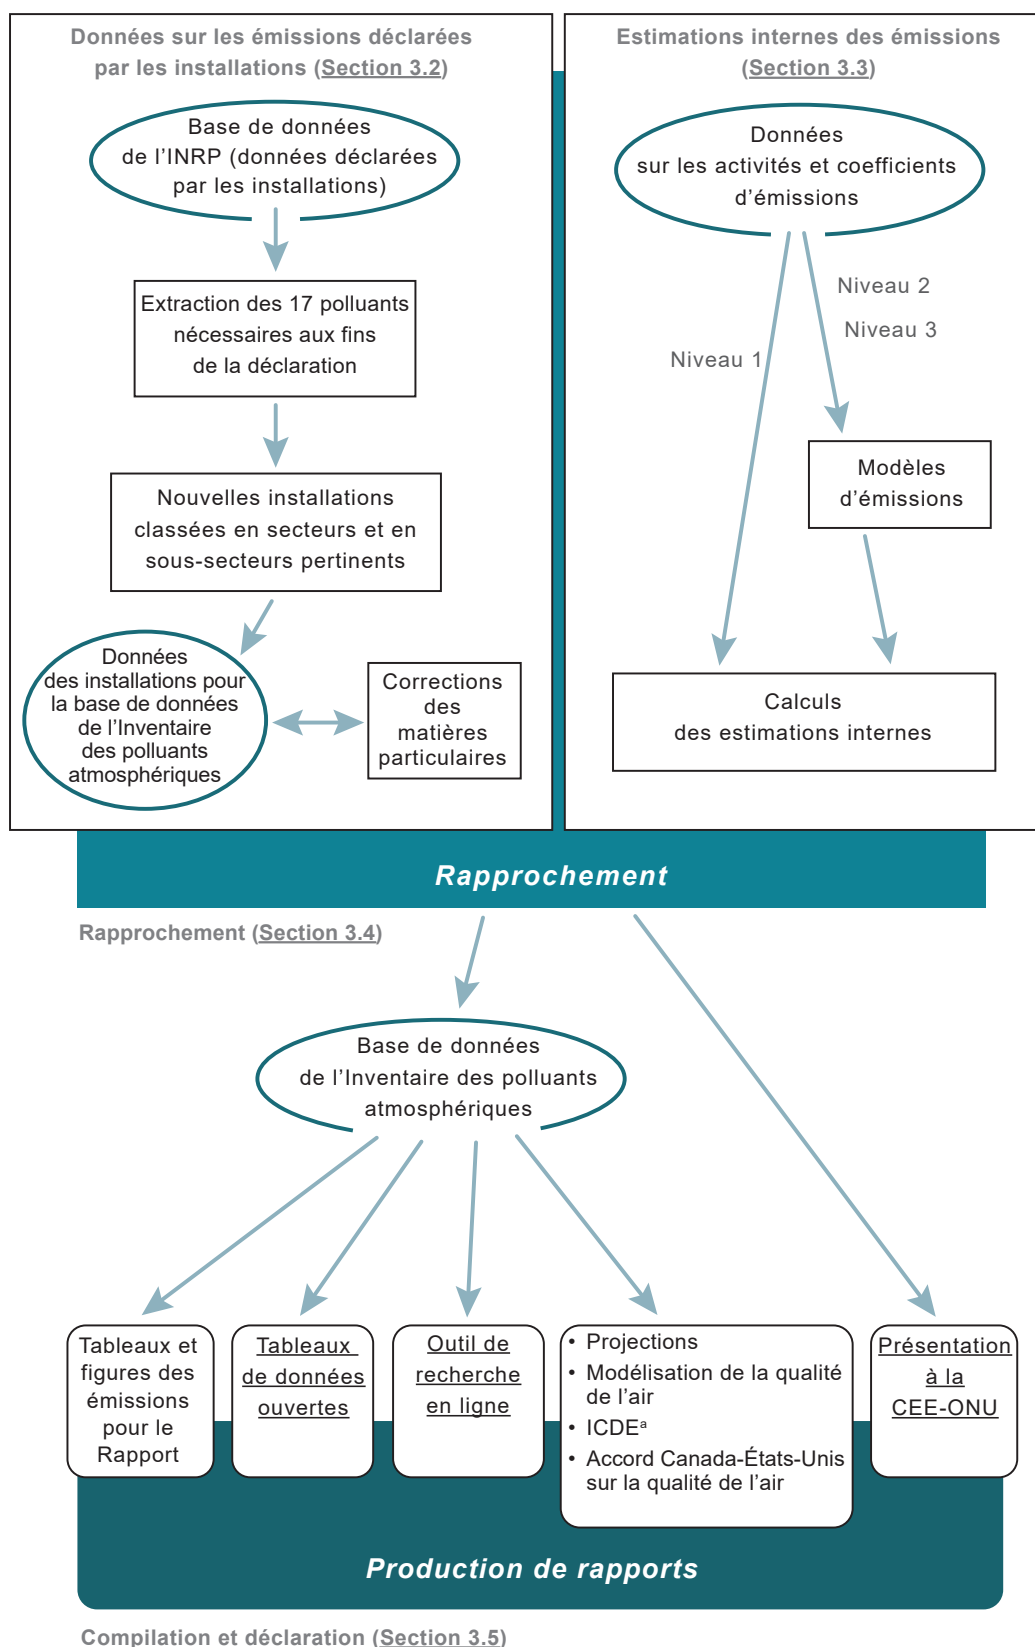 Données sur les émissions déclarées
par les installations (Section 3.2)
Base de données
de l’INRP (données déclarées
par les installations)
Extraction des 17 polluants
nécessaires aux fins
de la déclaration
Nouvelles installations
classées en secteurs et en
sous-secteurs pertinents
Données
des installations pour
la base de données
de l’Inventaire
des polluants
atmosphériques
Corrections
des
matières
particulaires
Estimations internes des émissions
(Section 3.3)
Données
sur les activités et coefficients
d’émissions
Niveau 2
Niveau 3
Niveau 1
Modèles
d’émissions
Calculs
des estimations internes
Rapprochement
Rapprochement (Section 3.4)
Base de données
de l’Inventaire des polluants
atmosphériques
Tableaux et
figures des
émissions
pour le
Rapport
Tableaux
de données
ouvertes
Outil de
recherche
en ligne
• Projections
• Modélisation de la qualité
de l’air
• ICDEᵃ
• Accord Canada-États-Unis
sur la qualité de l’air
Présentation
à la
CEE-ONU
Production de rapports
Compilation et déclaration (Section 3.5)